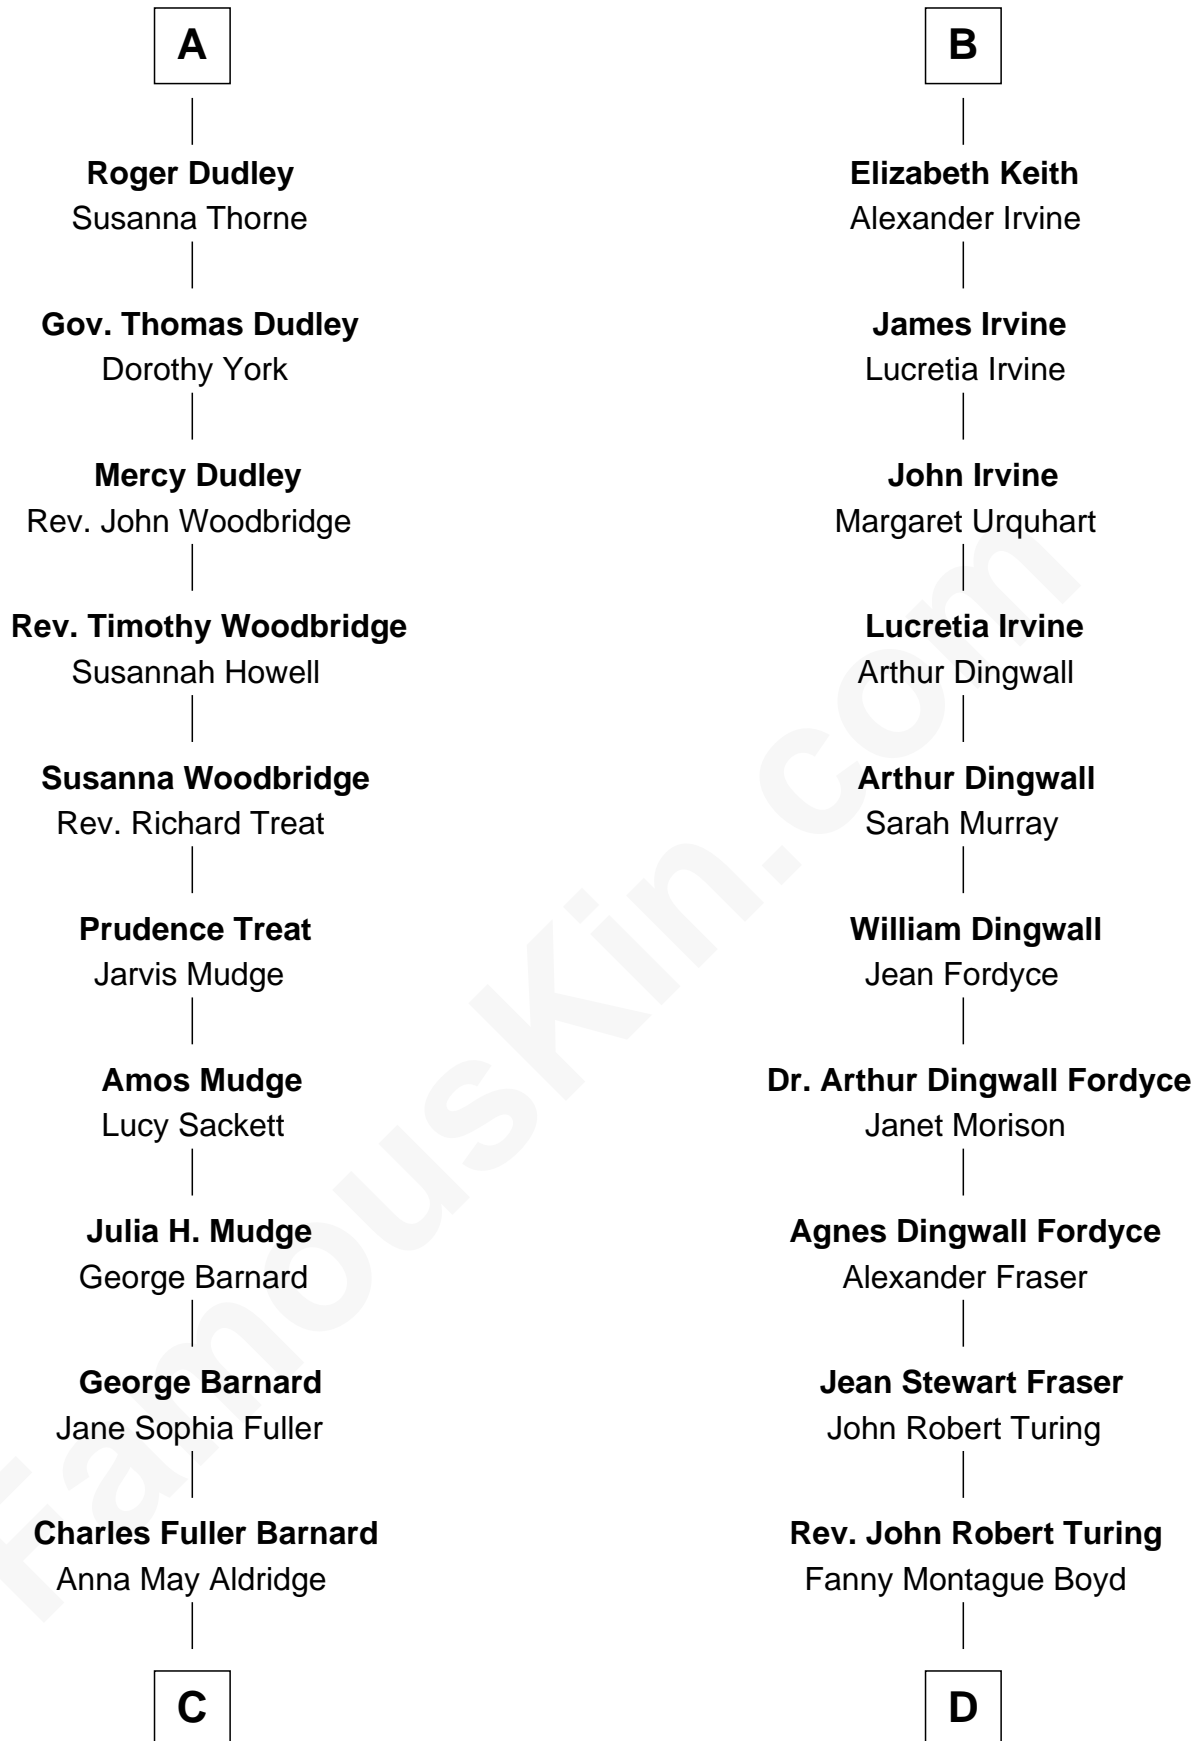 A
Roger Dudley
Susanna Thorne
Gov. Thomas Dudley
Dorothy York
Mercy Dudley
Rev. John Woodbridge
Rev. Timothy Woodbridge
Susannah Howell
Susanna Woodbridge
Rev. Richard Treat
Prudence Treat
Jarvis Mudge
Amos Mudge
Lucy Sackett
Julia H. Mudge
George Barnard
George Barnard
Jane Sophia Fuller
Charles Fuller Barnard
Anna May Aldridge
C
B
Elizabeth Keith
Alexander Irvine
James Irvine
Lucretia Irvine
John Irvine
Margaret Urquhart
Lucretia Irvine
Arthur Dingwall
Arthur Dingwall
Sarah Murray
William Dingwall
Jean Fordyce
Dr. Arthur Dingwall Fordyce
Janet Morison
Agnes Dingwall Fordyce
Alexander Fraser
Jean Stewart Fraser
John Robert Turing
Rev. John Robert Turing
Fanny Montague Boyd
D
FamousKin.com